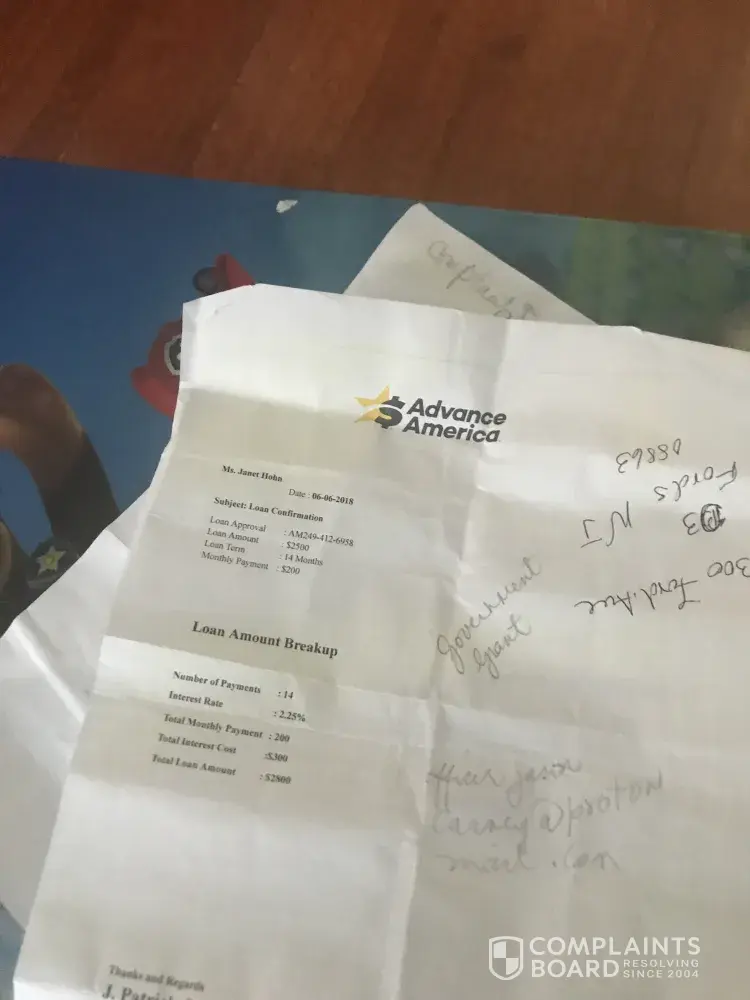 Advance
America
Ms. Janet Hohn
Date : 06-06-2018
Subject: Loan Confirmation
Loan Approval : AM249-412-6958
Loan Amount : $2500
Loan Term : 14 Months
Monthly Payment : $200
Loan Amount Breakup
Number of Payments : 14
Interest Rate : 2.25%
Total Monthly Payment : 200
Total Interest Cost :$300
Total Loan Amount : $2800
Thanks and Regards
J.
300 Ford Ave
NJ
Fords
08863
Government
grant
jason
carney@proton
mail.com
COMPLAINTS
BOARD
RESOLVING
SINCE 2004